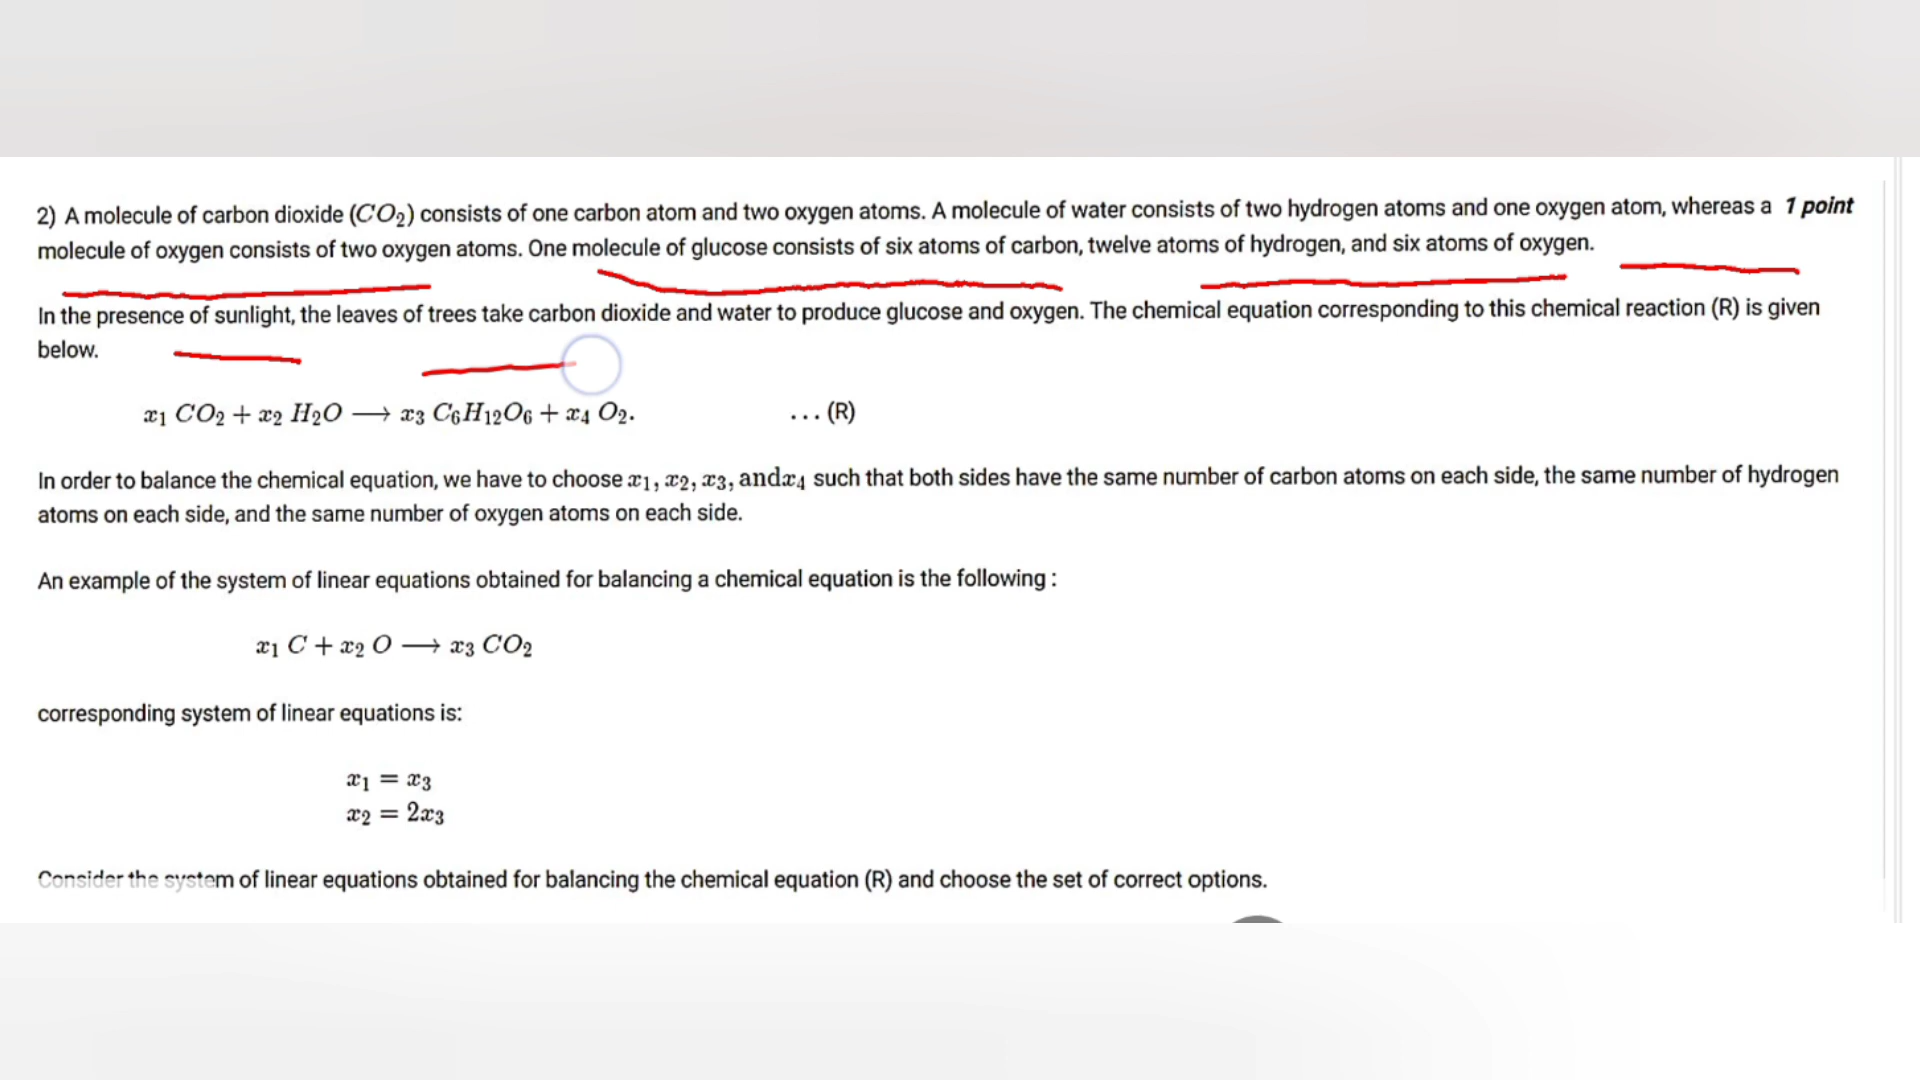 2) A molecule of carbon dioxide (CO₂) consists of one carbon atom and two oxygen atoms. A molecule of water consists of two hydrogen atoms and one oxygen atom, whereas a 1 point
molecule of oxygen consists of two oxygen atoms. One molecule of glucose consists of six atoms of carbon, twelve atoms of hydrogen, and six atoms of oxygen.
In the presence of sunlight, the leaves of trees take carbon dioxide and water to produce glucose and oxygen. The chemical equation corresponding to this chemical reaction (R) is given
below.
x₁ CO₂ + x₂ H₂O ⟶ x₃ C₆H₁₂O₆ + x₄ O₂. ... (R)
In order to balance the chemical equation, we have to choose x₁, x₂, x₃, andx₄ such that both sides have the same number of carbon atoms on each side, the same number of hydrogen
atoms on each side, and the same number of oxygen atoms on each side.
An example of the system of linear equations obtained for balancing a chemical equation is the following :
x₁ C + x₂ O ⟶ x₃ CO₂
corresponding system of linear equations is:
x₁ = x₃
x₂ = 2x₃
Consider the system of linear equations obtained for balancing the chemical equation (R) and choose the set of correct options.